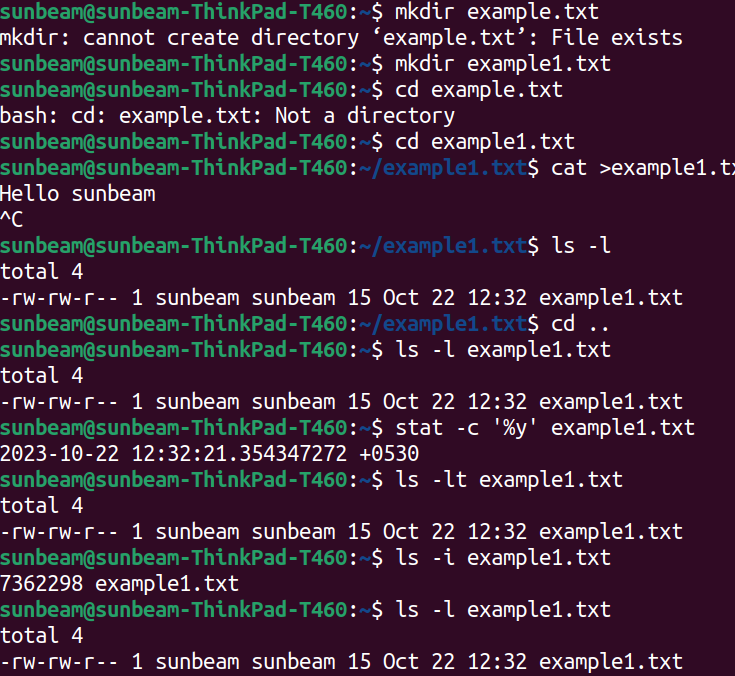 sunbeam@sunbeam-ThinkPad-T460:~$ mkdir example.txt
mkdir: cannot create directory ‘example.txt’: File exists
sunbeam@sunbeam-ThinkPad-T460:~$ mkdir example1.txt
sunbeam@sunbeam-ThinkPad-T460:~$ cd example.txt
bash: cd: example.txt: Not a directory
sunbeam@sunbeam-ThinkPad-T460:~$ cd example1.txt
sunbeam@sunbeam-ThinkPad-T460:~/example1.txt$ cat >example1.tx
Hello sunbeam
^C
sunbeam@sunbeam-ThinkPad-T460:~/example1.txt$ ls -l
total 4
-rw-rw-r-- 1 sunbeam sunbeam 15 Oct 22 12:32 example1.txt
sunbeam@sunbeam-ThinkPad-T460:~/example1.txt$ cd ..
sunbeam@sunbeam-ThinkPad-T460:~$ ls -l example1.txt
total 4
-rw-rw-r-- 1 sunbeam sunbeam 15 Oct 22 12:32 example1.txt
sunbeam@sunbeam-ThinkPad-T460:~$ stat -c '%y' example1.txt
2023-10-22 12:32:21.354347272 +0530
sunbeam@sunbeam-ThinkPad-T460:~$ ls -lt example1.txt
total 4
-rw-rw-r-- 1 sunbeam sunbeam 15 Oct 22 12:32 example1.txt
sunbeam@sunbeam-ThinkPad-T460:~$ ls -i example1.txt
7362298 example1.txt
sunbeam@sunbeam-ThinkPad-T460:~$ ls -l example1.txt
total 4
-rw-rw-r-- 1 sunbeam sunbeam 15 Oct 22 12:32 example1.txt